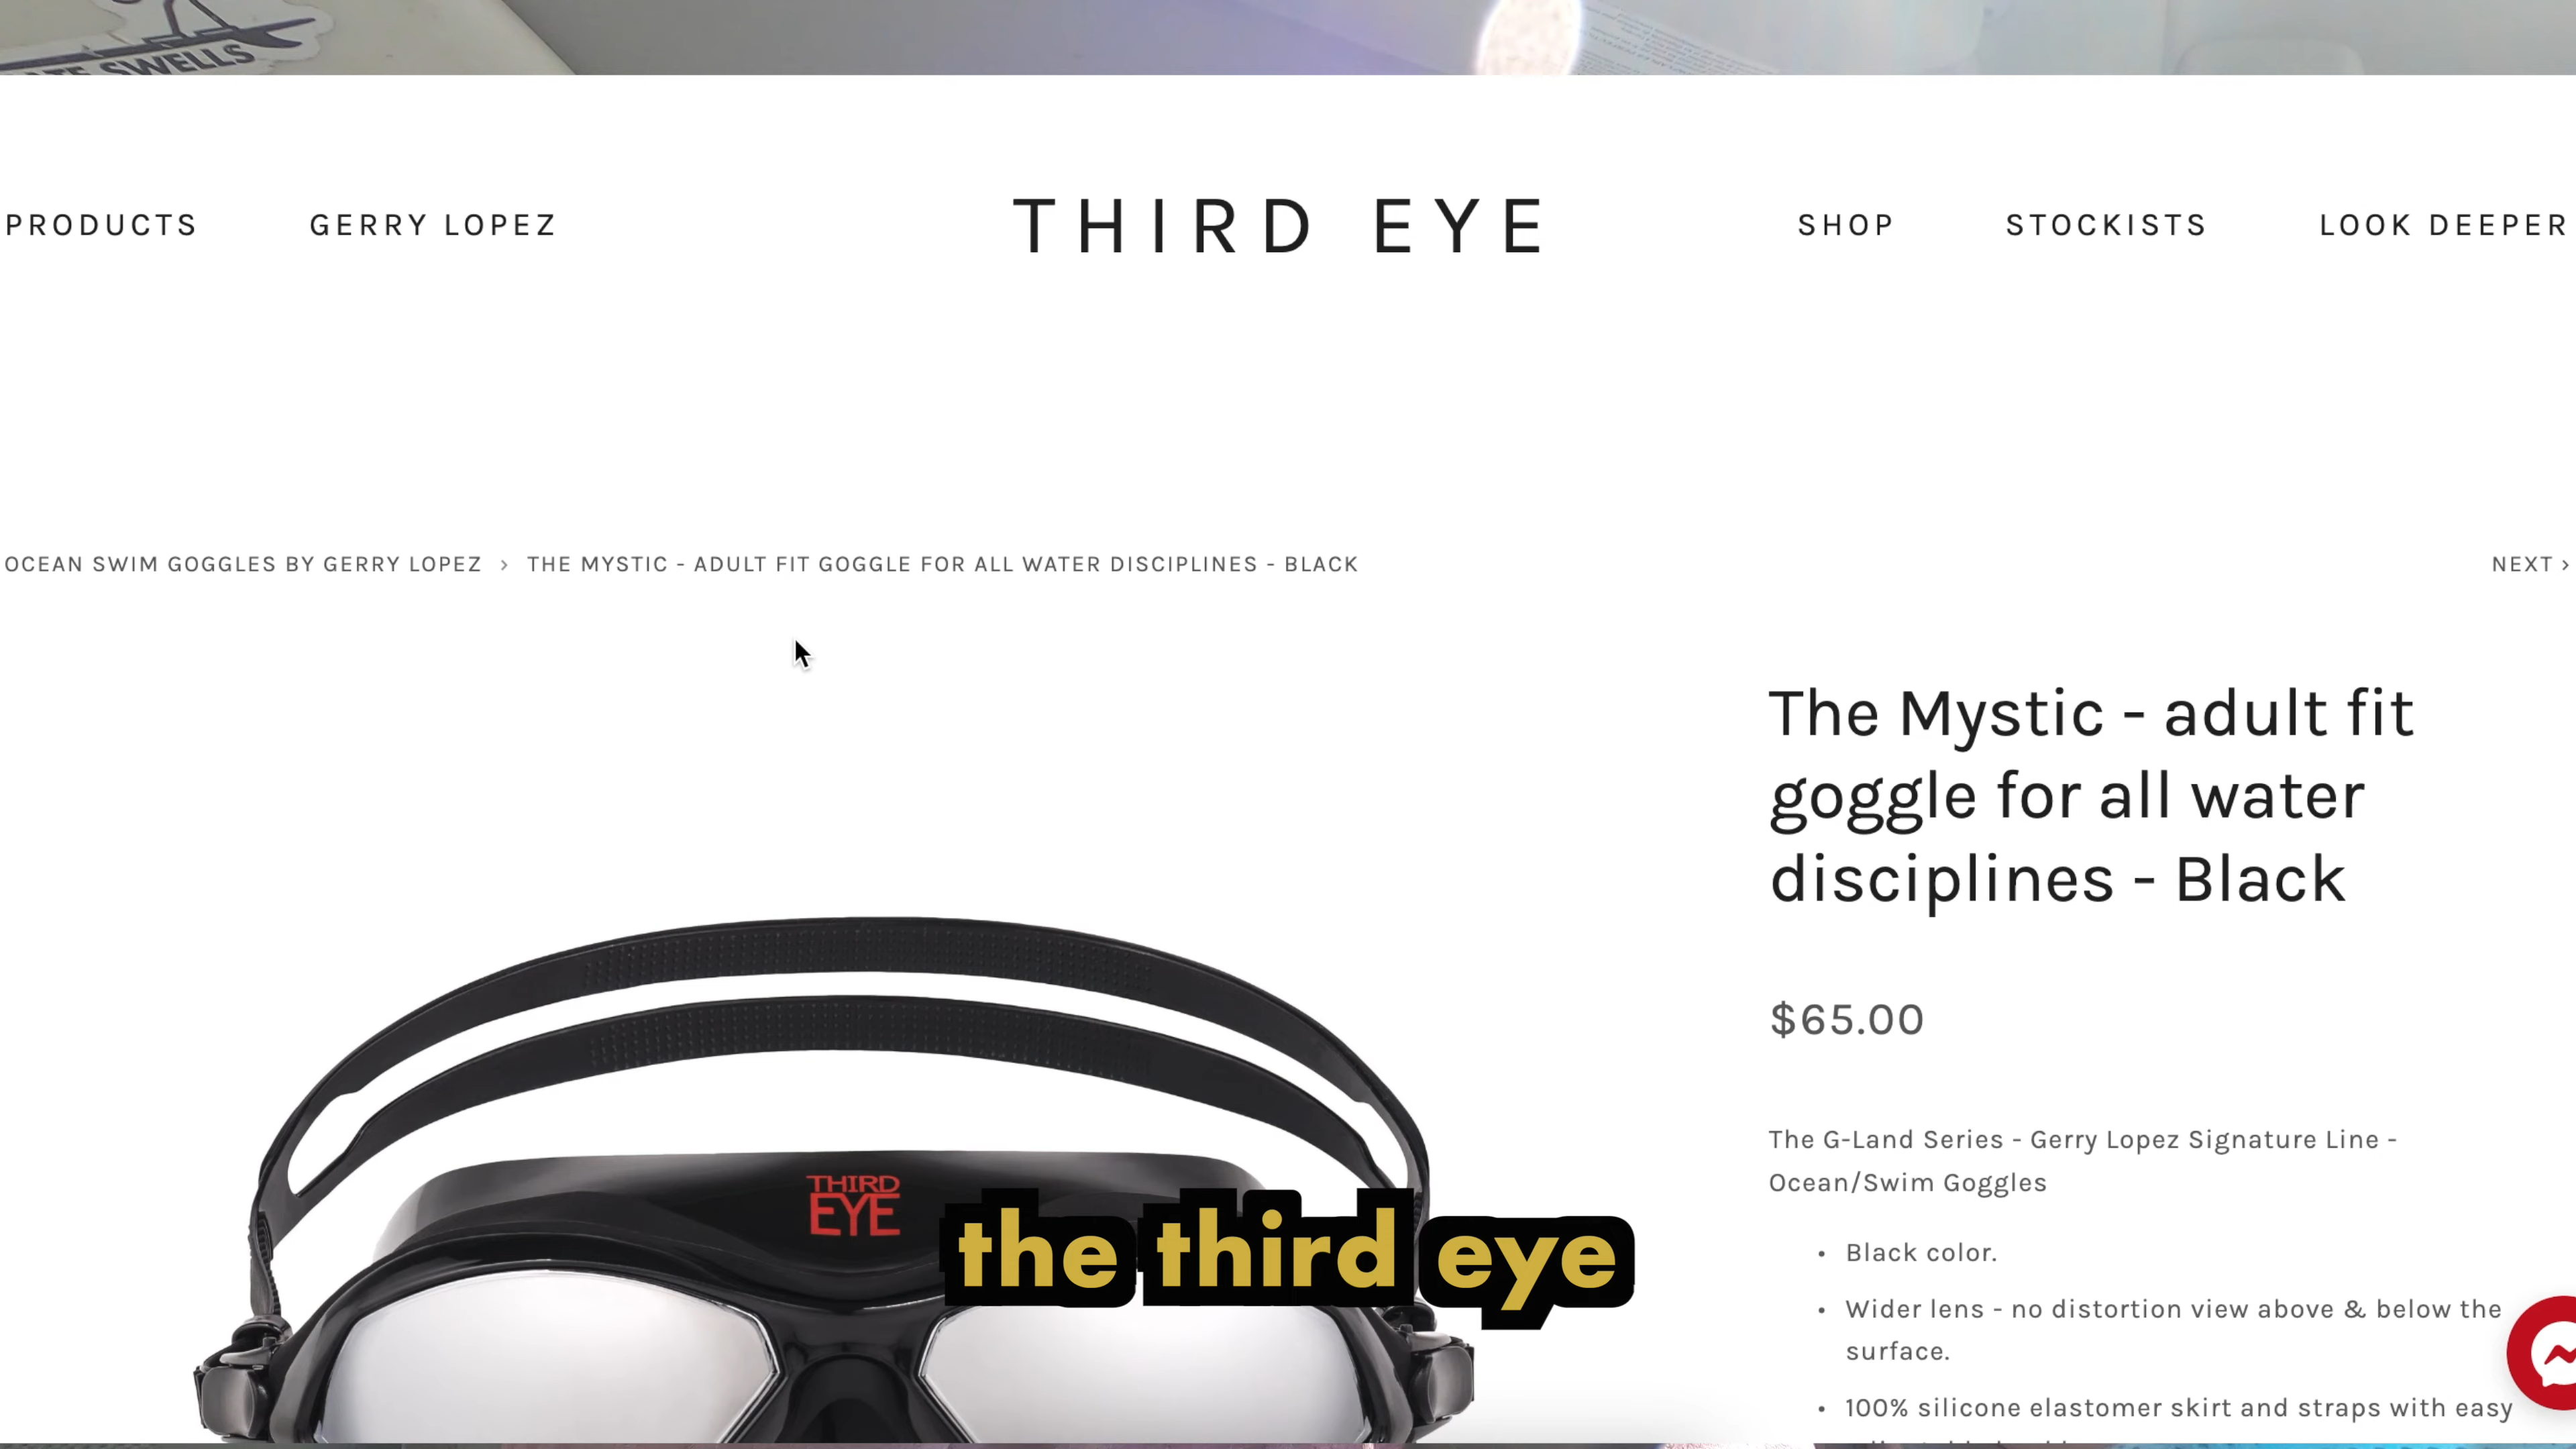 SWELLS
PRODUCTS
GERRY LOPEZ
THIRD EYE
SHOP
STOCKISTS
LOOK DEEPER
OCEAN SWIM GOGGLES BY GERRY LOPEZ › THE MYSTIC - ADULT FIT GOGGLE FOR ALL WATER DISCIPLINES - BLACK
NEXT ›
The Mystic - adult fit
goggle for all water
disciplines - Black
$65.00
The G-Land Series - Gerry Lopez Signature Line -
Ocean/Swim Goggles
• Black color.
• Wider lens - no distortion view above & below the
surface.
• 100% silicone elastomer skirt and straps with easy
THIRD
EYE
the third eye